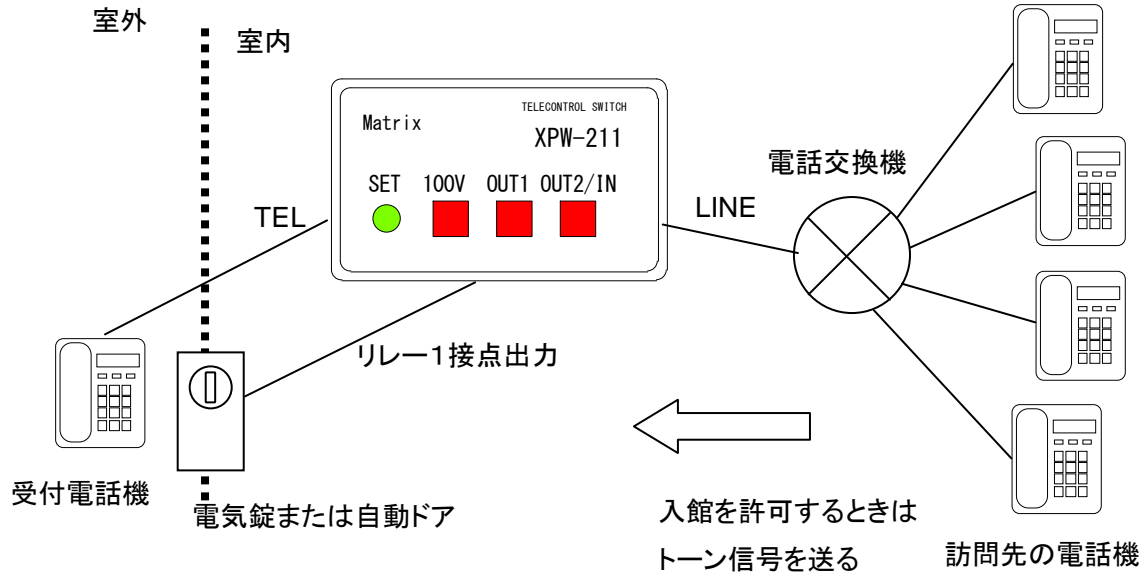 室外
室内
TELECONTROL SWITCH
Matrix
XPW-211
SET 100V OUT1 OUT2/IN
電話交換機
TEL
LINE
リレー1接点出力
受付電話機
電気錠または自動ドア
入館を許可するときは
トーン信号を送る
訪問先の電話機